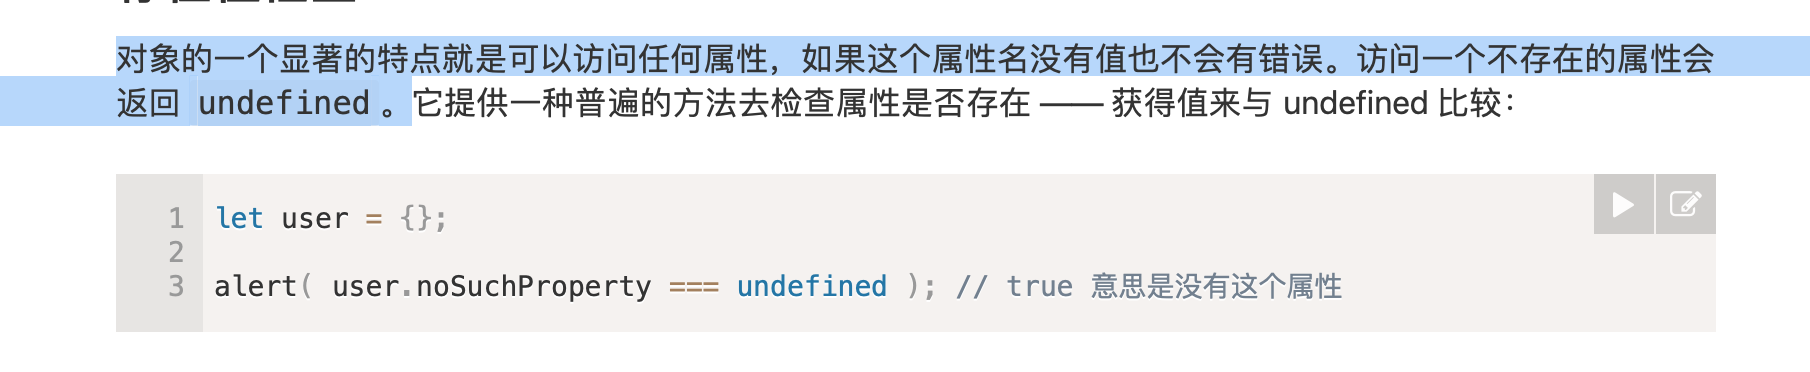 对象的一个显著的特点就是可以访问任何属性，如果这个属性名没有值也不会有错误。访问一个不存在的属性会
返回 undefined 。它提供一种普遍的方法去检查属性是否存在 —— 获得值来与 undefined 比较：
1 let user = {};
2
3 alert( user.noSuchProperty === undefined ); // true 意思是没有这个属性